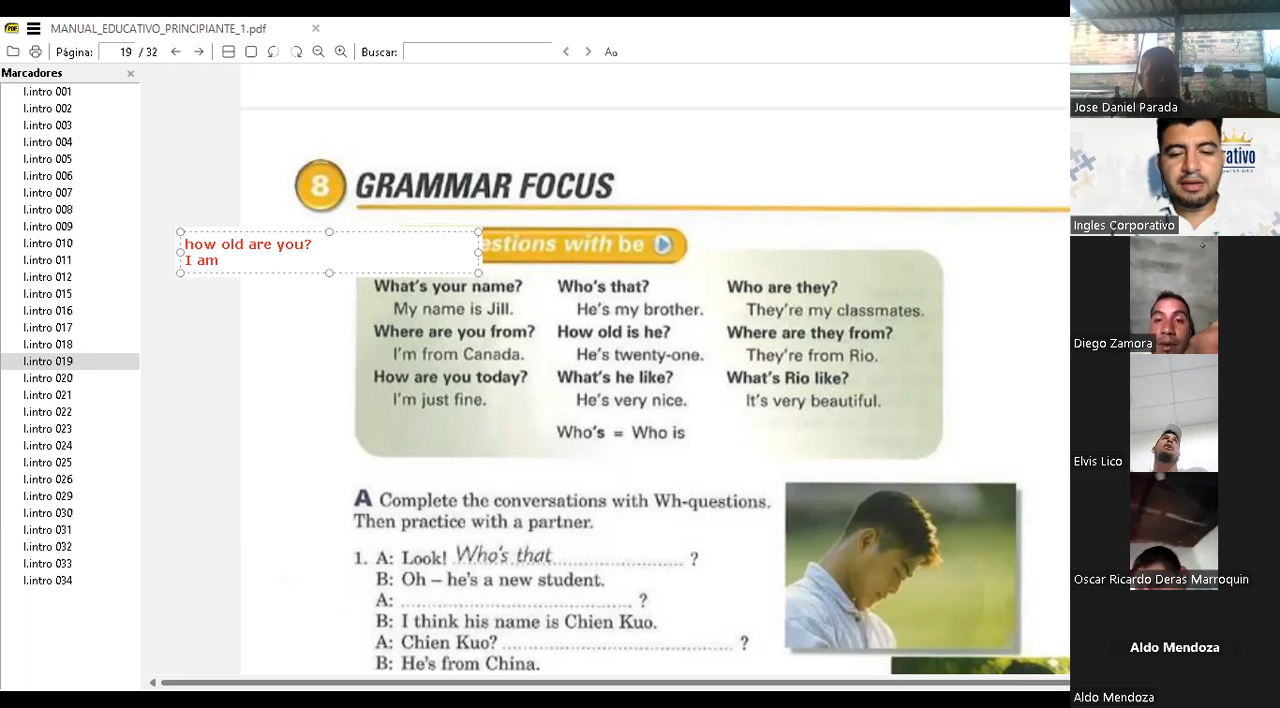 MANUAL_EDUCATIVO_PRINCIPIANTE_1.pdf
Página: 19 / 32
Buscar:
Aa
Marcadores
I.intro 001
I.intro 002
I.intro 003
I.intro 004
I.intro 005
I.intro 006
I.intro 007
I.intro 008
I.intro 009
I.intro 010
I.intro 011
I.intro 012
I.intro 015
I.intro 016
I.intro 017
I.intro 018
I.intro 019
I.intro 020
I.intro 021
I.intro 022
I.intro 023
I.intro 024
I.intro 025
I.intro 026
I.intro 029
I.intro 030
I.intro 031
I.intro 032
I.intro 033
I.intro 034
8 GRAMMAR FOCUS
how old are you?
I am
estions with be
What's your name?
My name is Jill.
Where are you from?
I'm from Canada.
How are you today?
I'm just fine.
Who's that?
He's my brother.
How old is he?
He's twenty-one.
What's he like?
He's very nice.
Who's = Who is
Who are they?
They're my classmates.
Where are they from?
They're from Rio.
What's Rio like?
It's very beautiful.
A Complete the conversations with Wh-questions.
Then practice with a partner.
1. A: Look! Who's that ?
B: Oh – he's a new student.
A: ?
B: I think his name is Chien Kuo.
A: Chien Kuo? ?
B: He's from China.
Jose Daniel Parada
rativo
Ingles Corporativo
Diego Zamora
Elvis Lico
Oscar Ricardo Deras Marroquin
Aldo Mendoza
Aldo Mendoza